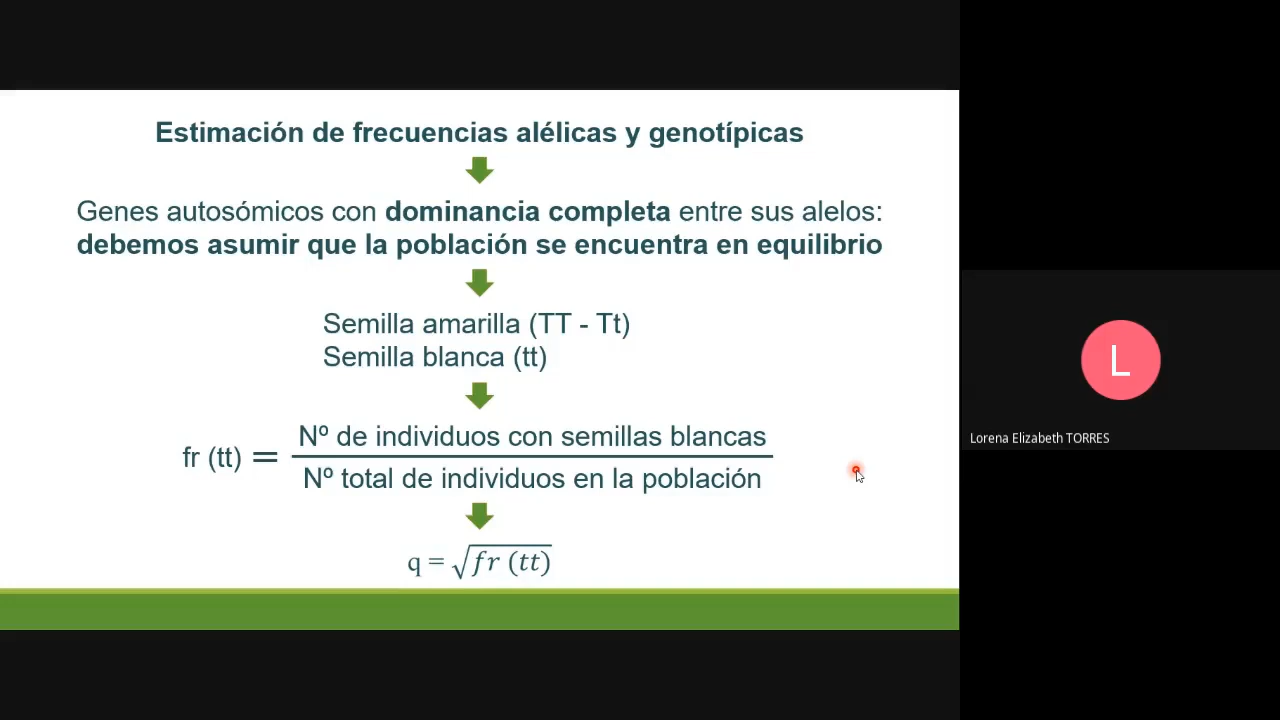 Estimación de frecuencias alélicas y genotípicas
Genes autosómicos con dominancia completa entre sus alelos:
debemos asumir que la población se encuentra en equilibrio
Semilla amarilla (TT - Tt)
Semilla blanca (tt)
fr (tt) = Nº de individuos con semillas blancas
Nº total de individuos en la población
q = √fr (tt)
L
Lorena Elizabeth TORRES